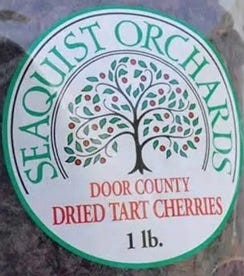 SEAQUIST ORCHARDS
DOOR COUNTY
DRIED TART CHERRIES
1 lb.